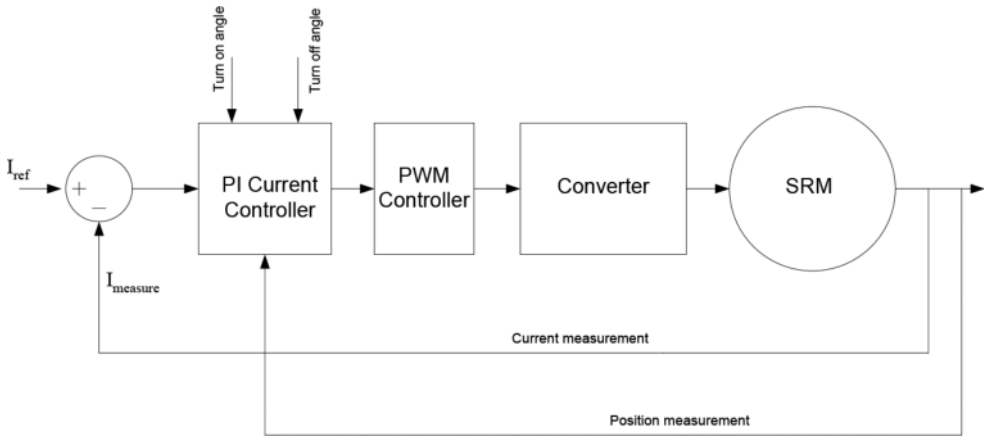 Turn on angle
Turn off angle
I_ref
+
−
PI Current
Controller
PWM
Controller
Converter
SRM
I_measure
Current measurement
Position measurement